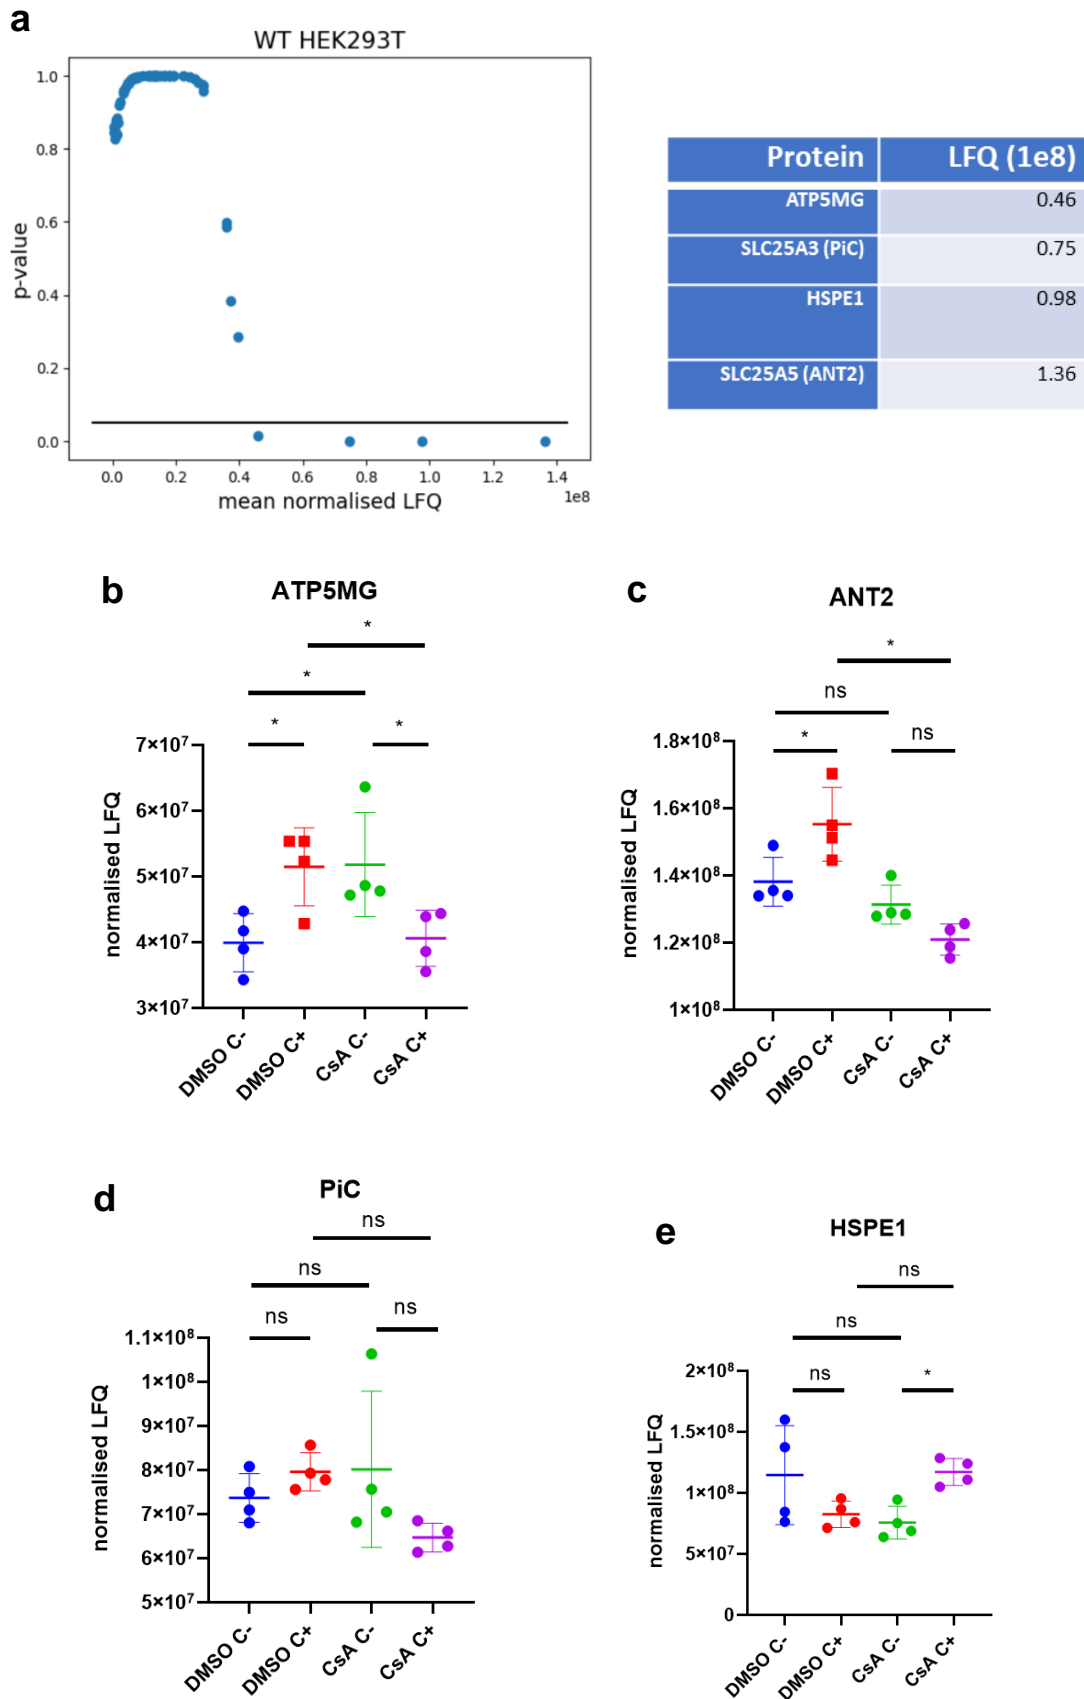 a
WT HEK293T
p-value
1.0
0.8
0.6
0.4
0.2
0.0
0.0 0.2 0.4 0.6 0.8 1.0 1.2 1.4
1e8
mean normalised LFQ
Protein LFQ (1e8)
ATP5MG 0.46
SLC25A3 (PiC) 0.75
HSPE1 0.98
SLC25A5 (ANT2) 1.36
b
ATP5MG
*
*
* *
normalised LFQ
7×10⁷
6×10⁷
5×10⁷
4×10⁷
3×10⁷
DMSO C- DMSO C+ CsA C- CsA C+
c
ANT2
*
ns
* ns
normalised LFQ
1.8×10⁸
1.6×10⁸
1.4×10⁸
1.2×10⁸
1×10⁸
DMSO C- DMSO C+ CsA C- CsA C+
d
PiC
ns
ns
ns ns
normalised LFQ
1.1×10⁸
1×10⁸
9×10⁷
8×10⁷
7×10⁷
6×10⁷
5×10⁷
DMSO C- DMSO C+ CsA C- CsA C+
e
HSPE1
ns
ns
ns *
normalised LFQ
2×10⁸
1.5×10⁸
1×10⁸
5×10⁷
0
DMSO C- DMSO C+ CsA C- CsA C+